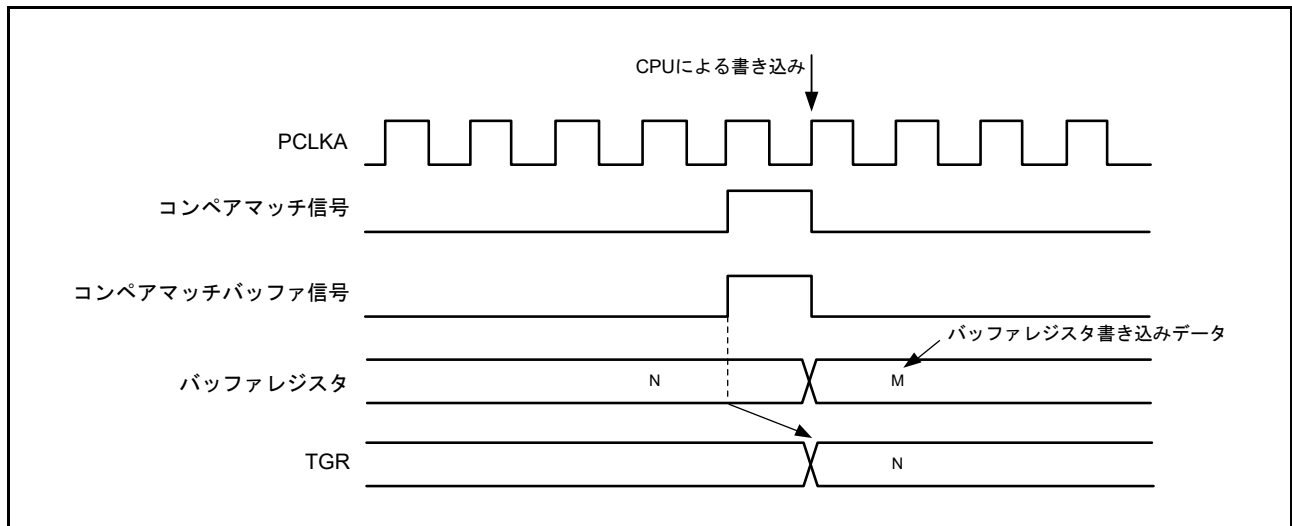 CPUによる書き込み
PCLKA
コンペアマッチ信号
コンペアマッチバッファ信号
バッファレジスタ書き込みデータ
バッファレジスタ
N
M
TGR
N